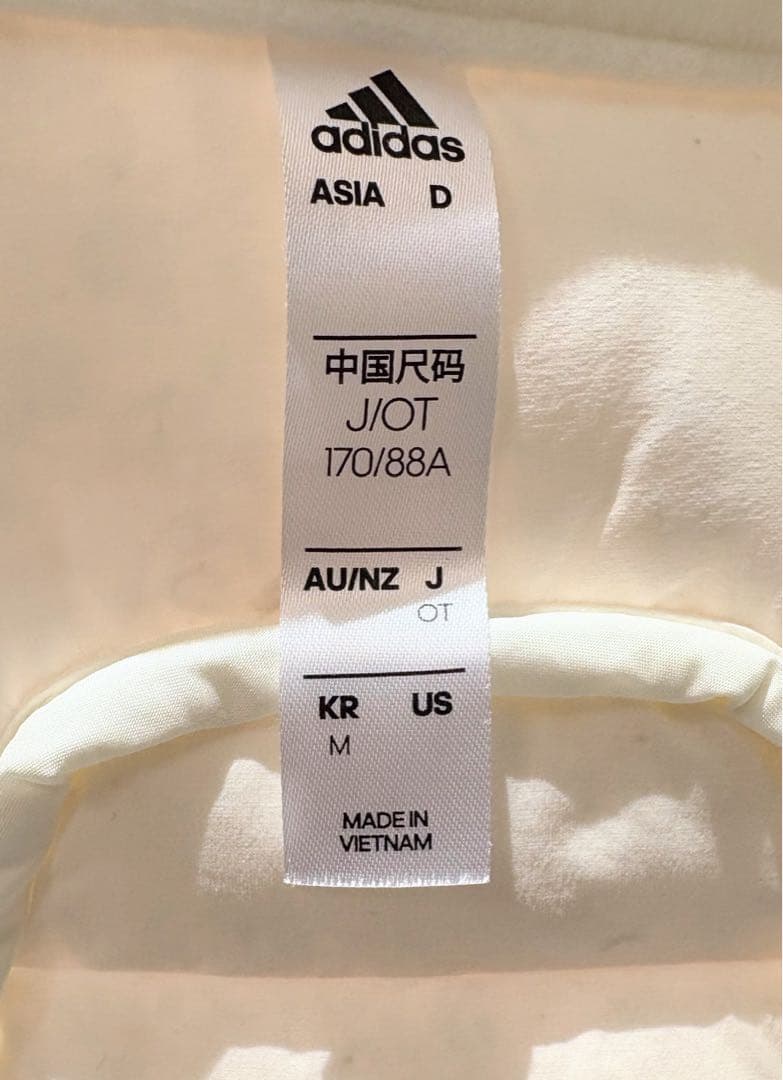 adidas
ASIA D
中国尺码
J/OT
170/88A
AU/NZ J
OT
KR US
M
MADE IN
VIETNAM